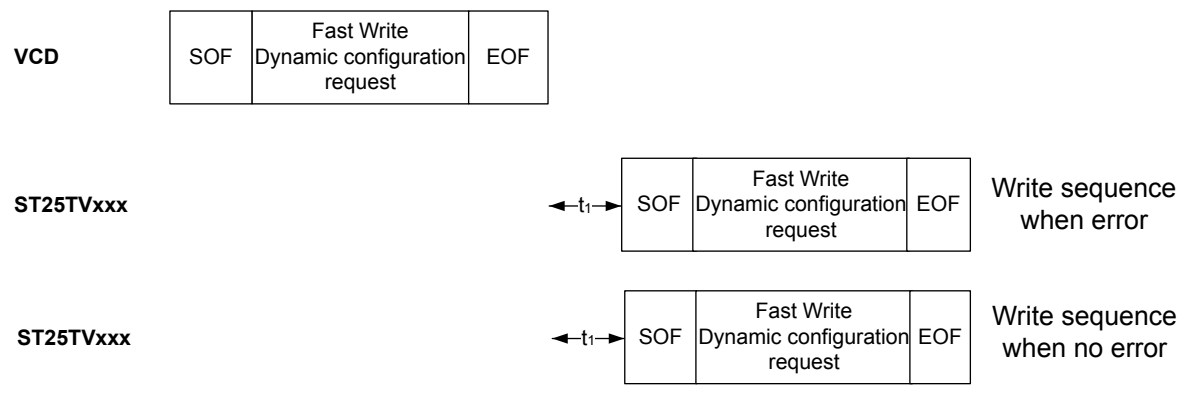 VCD
SOF
Fast Write
Dynamic configuration
request
EOF
ST25TVxxx
t1
SOF
Fast Write
Dynamic configuration
request
EOF
Write sequence
when error
ST25TVxxx
t1
SOF
Fast Write
Dynamic configuration
request
EOF
Write sequence
when no error